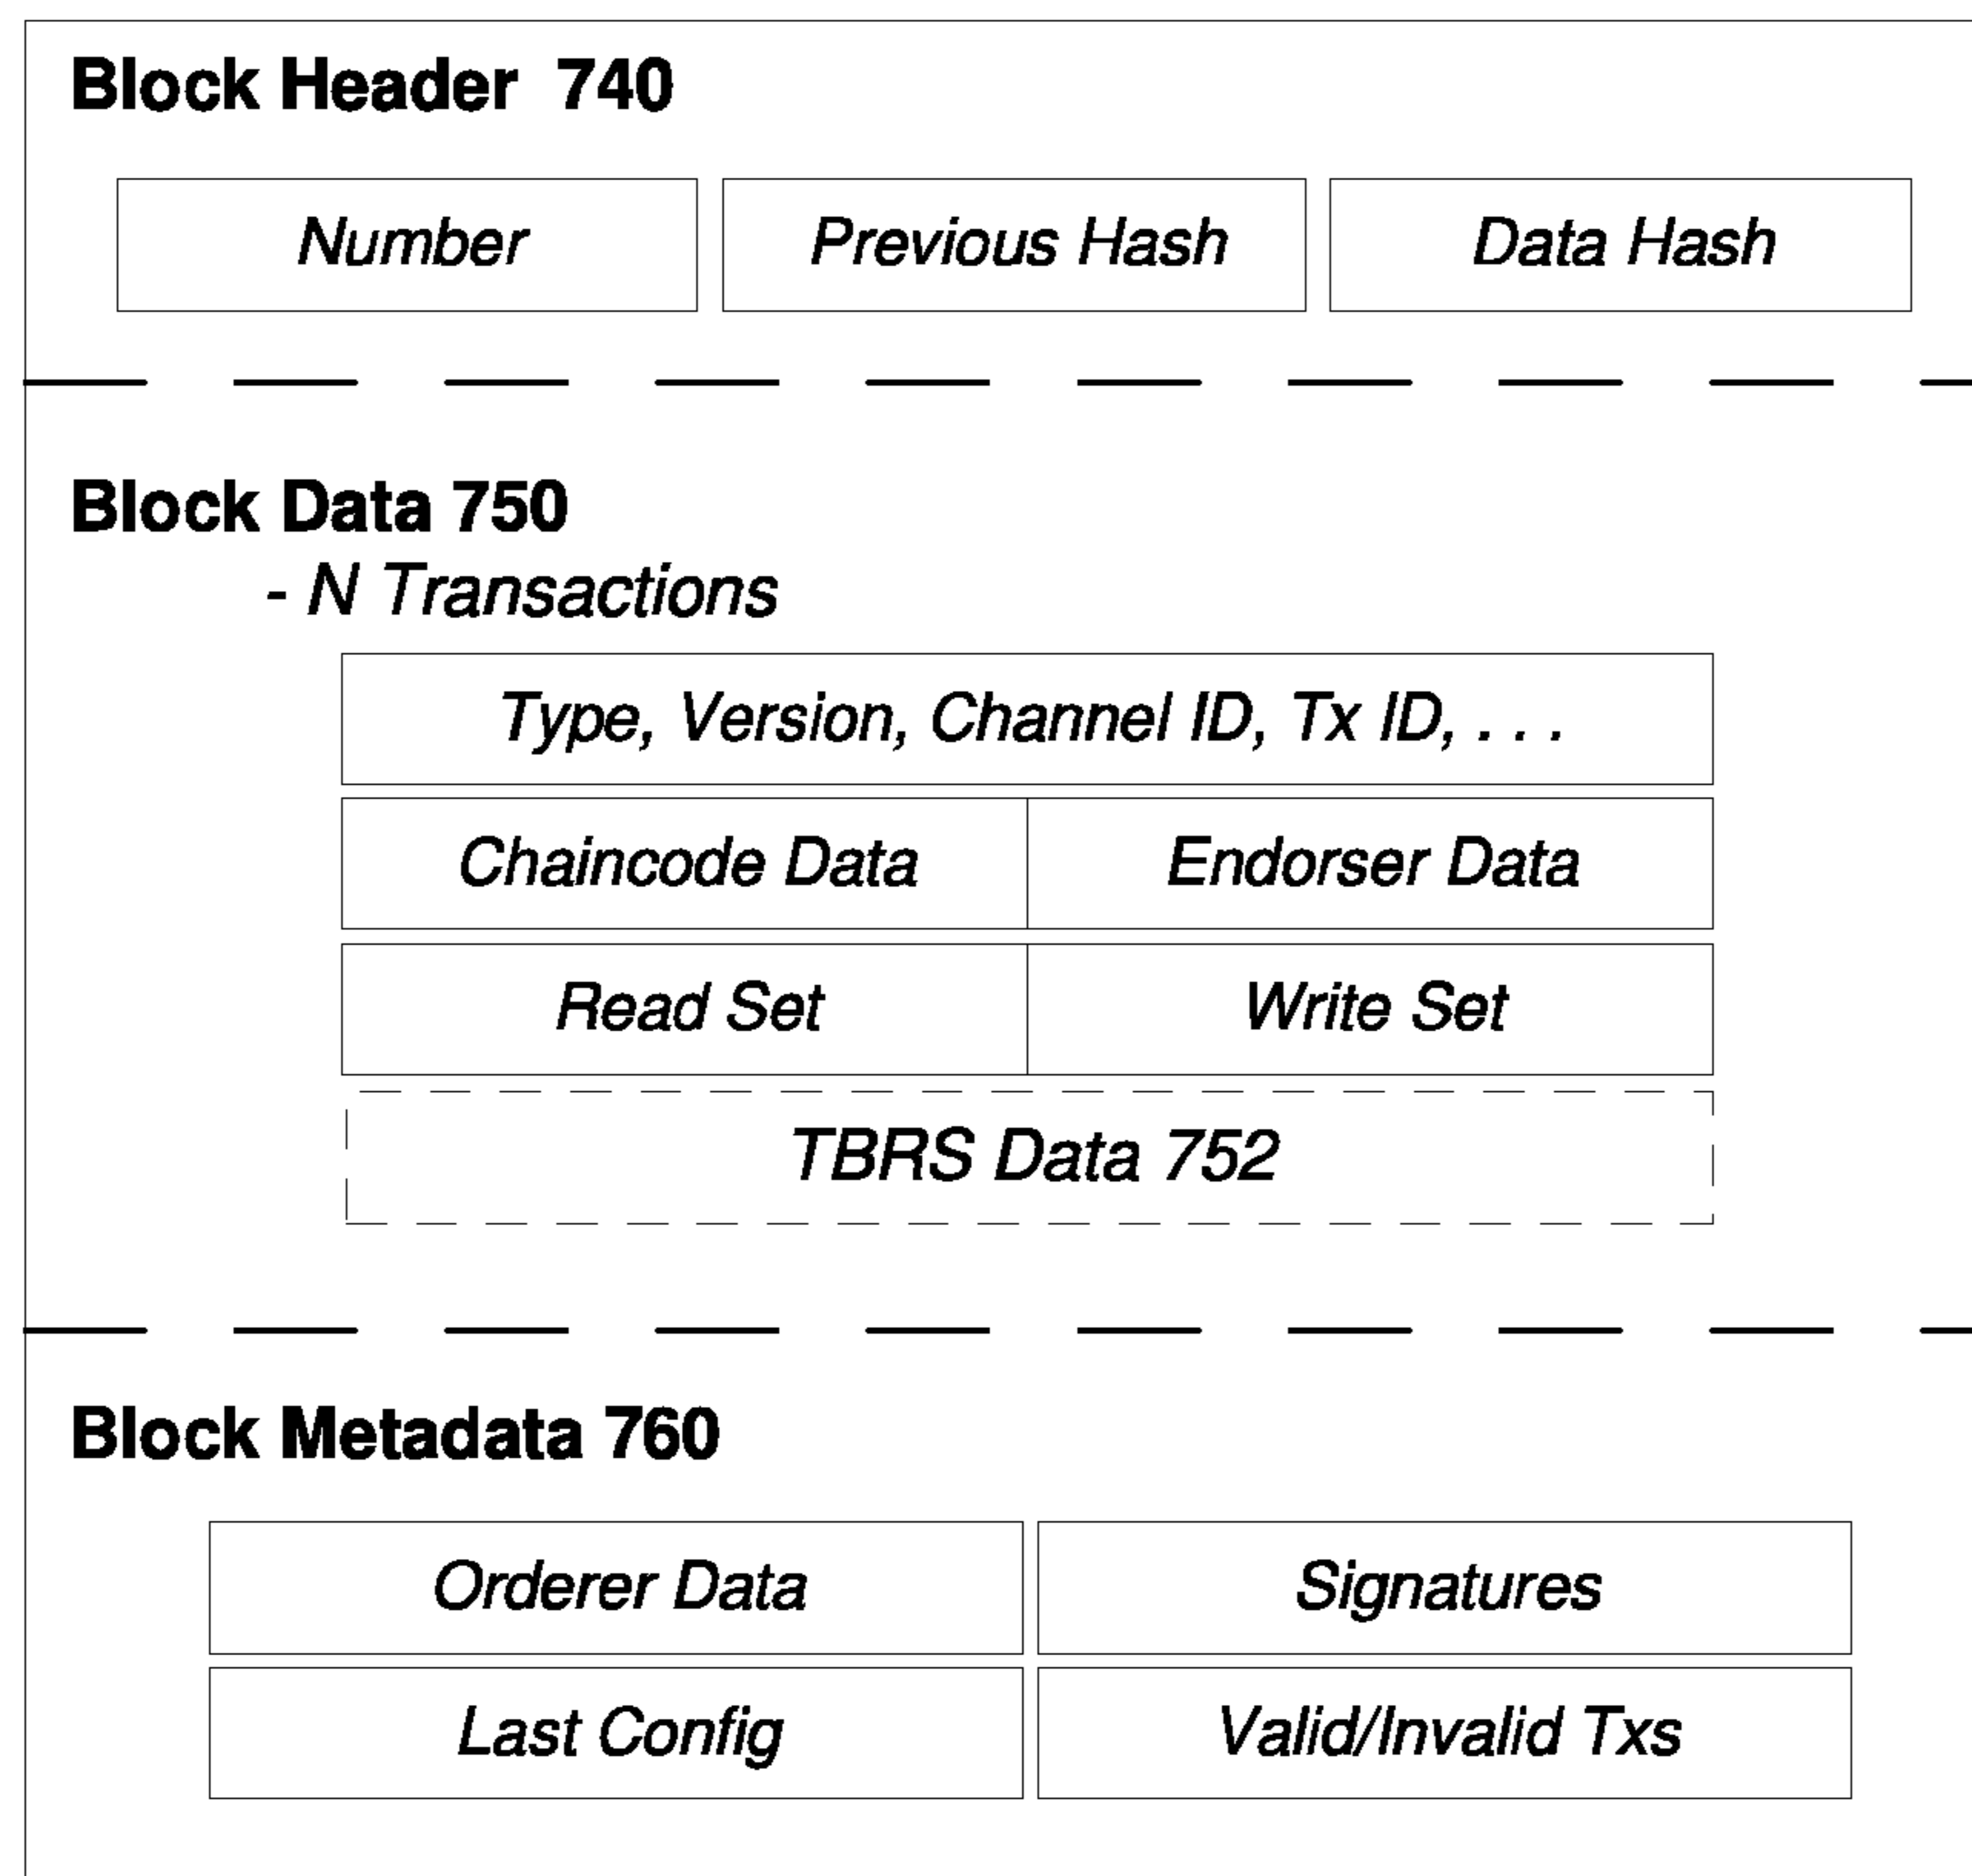 Block Header 740
Number Previous Hash Data Hash
Block Data 750
- N Transactions
Type, Version, Channel ID, Tx ID, . . .
Chaincode Data Endorser Data
Read Set Write Set
TBRS Data 752
Block Metadata 760
Orderer Data Signatures
Last Config Valid/Invalid Txs